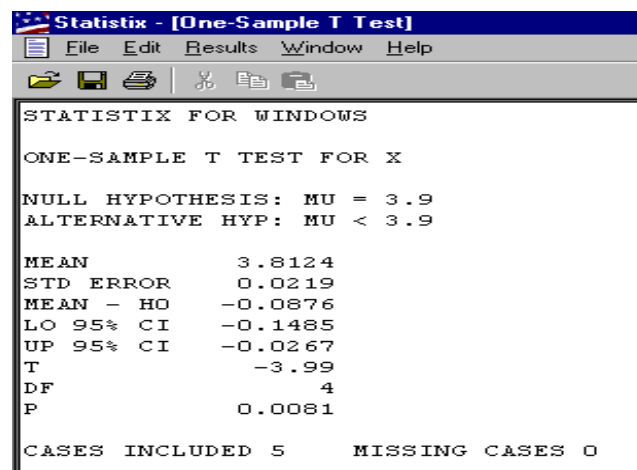 Statistix - [One-Sample T Test]
File Edit Results Window Help
STATISTIX FOR WINDOWS
ONE-SAMPLE T TEST FOR X
NULL HYPOTHESIS: MU = 3.9
ALTERNATIVE HYP: MU < 3.9
MEAN 3.8124
STD ERROR 0.0219
MEAN - H0 -0.0876
LO 95% CI -0.1485
UP 95% CI -0.0267
T -3.99
DF 4
P 0.0081
CASES INCLUDED 5 MISSING CASES 0